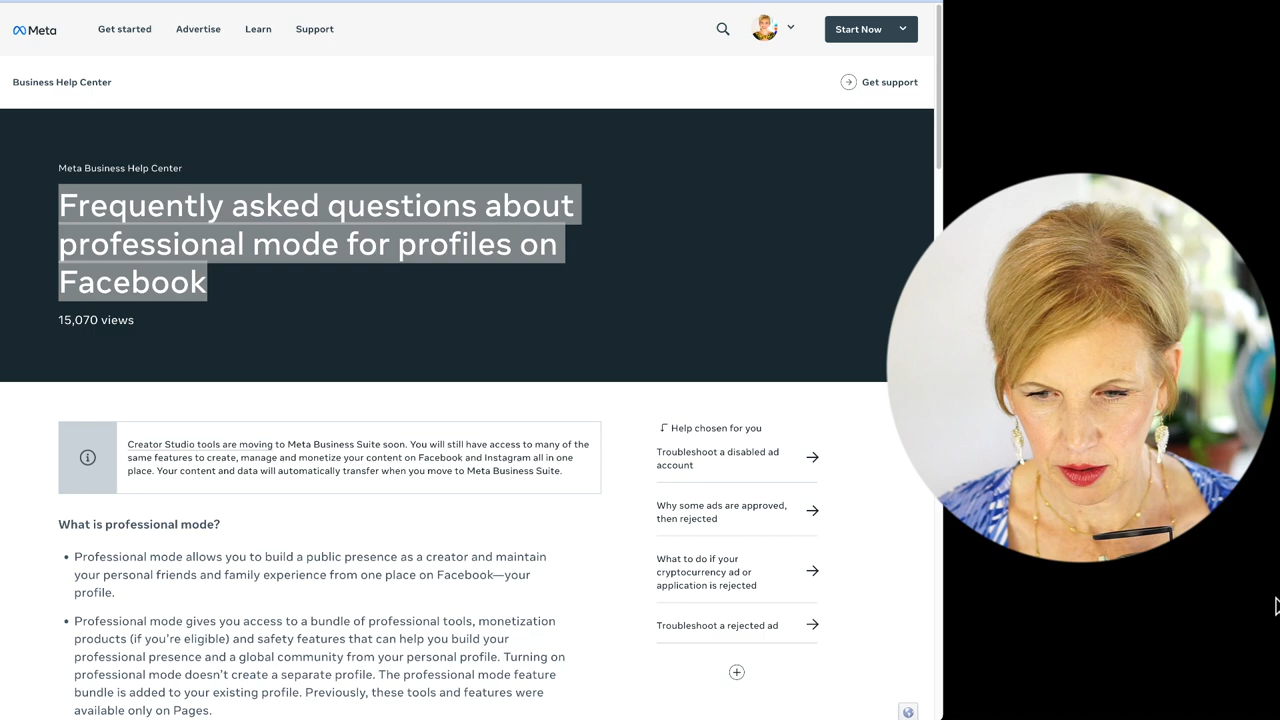 Meta
Get started
Advertise
Learn
Support
Start Now
Business Help Center
Get support
Meta Business Help Center
Frequently asked questions about
professional mode for profiles on
Facebook
15,070 views
Creator Studio tools are moving to Meta Business Suite soon. You will still have access to many of the
same features to create, manage and monetize your content on Facebook and Instagram all in one
place. Your content and data will automatically transfer when you move to Meta Business Suite.
What is professional mode?
• Professional mode allows you to build a public presence as a creator and maintain
your personal friends and family experience from one place on Facebook—your
profile.
• Professional mode gives you access to a bundle of professional tools, monetization
products (if you’re eligible) and safety features that can help you build your
professional presence and a global community from your personal profile. Turning on
professional mode doesn’t create a separate profile. The professional mode feature
bundle is added to your existing profile. Previously, these tools and features were
available only on Pages.
Help chosen for you
Troubleshoot a disabled ad
account
Why some ads are approved,
then rejected
What to do if your
cryptocurrency ad or
application is rejected
Troubleshoot a rejected ad